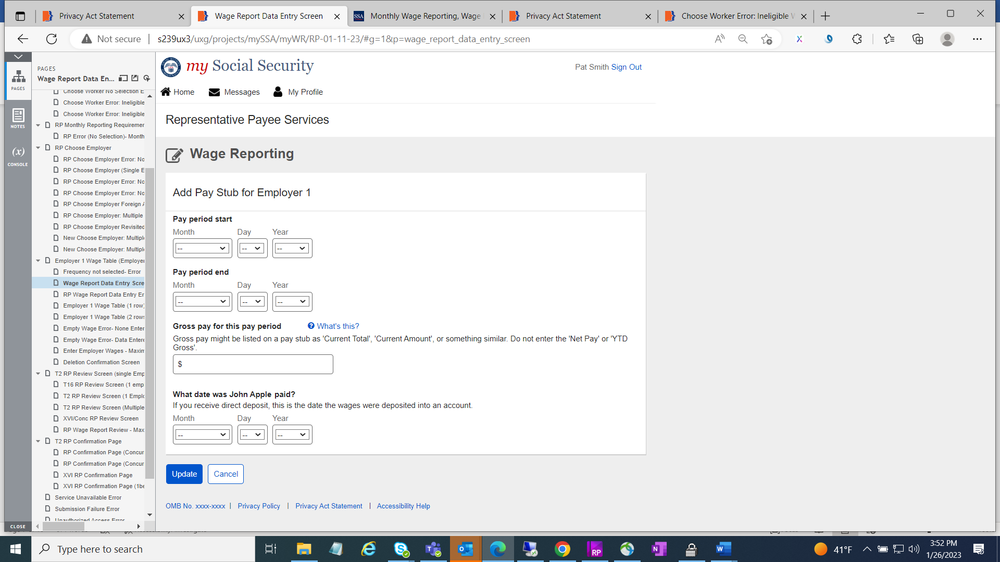 Privacy Act Statement
Wage Report Data Entry Screen
SSA
Monthly Wage Reporting, Wage
Privacy Act Statement
Choose Worker Error: Ineligible W
Not secure
s239ux3/uxg/projects/mySSA/myWR/RP-01-11-23/#g=1&p=wage_report_data_entry_screen
PAGES
NOTES
(x)
CONSOLE
CLOSE
PAGES
Wage Report Data En...
Choose Worker No Selection E
Choose Worker Error: Ineligible
Choose Worker Error: Ineligible
RP Monthly Reporting Requiremen
RP Error (No Selection)- Month
RP Choose Employer
RP Choose Employer Error: No
RP Choose Employer (Single E
RP Choose Employer Error: No
RP Choose Employer Error: No
RP Choose Employer Foreign A
RP Choose Employer: Multiple
RP Choose Employer Revisited
New Choose Employer: Multiple
New Choose Employer: Multiple
Employer 1 Wage Table (Employer
Frequency not selected- Error
Wage Report Data Entry Scre
RP Wage Report Data Entry Er
Employer 1 Wage Table (1 row)
Employer 1 Wage Table (2 rows
Empty Wage Error- None Enter
Empty Wage Error- Data Entere
Enter Employer Wages - Maxim
Deletion Confirmation Screen
T2 RP Review Screen (single Emp
T16 RP Review Screen (1 emp
T2 RP Review Screen (1 Emplo
T2 RP Review Screen (Multiple
XVI/Conc RP Review Screen
RP Wage Report Review - Max
T2 RP Confirmation Page
RP Confirmation Page (Concur
RP Confirmation Page (Concur
XVI RP Confirmation Page
XVI RP Confirmation Page (1be
Service Unavailable Error
Submission Failure Error
Unauthorized Access Error
my Social Security
Pat Smith Sign Out
Home
Messages
My Profile
Representative Payee Services
Wage Reporting
Add Pay Stub for Employer 1
Pay period start
Month Day Year
-- -- --
Pay period end
Month Day Year
-- -- --
Gross pay for this pay period
What's this?
Gross pay might be listed on a pay stub as 'Current Total', 'Current Amount', or something similar. Do not enter the 'Net Pay' or 'YTD
Gross'.
$
What date was John Apple paid?
If you receive direct deposit, this is the date the wages were deposited into an account.
Month Day Year
-- -- --
Update
Cancel
OMB No. xxxx-xxxx | Privacy Policy | Privacy Act Statement | Accessibility Help
Type here to search
RP
41°F
3:52 PM
1/26/2023